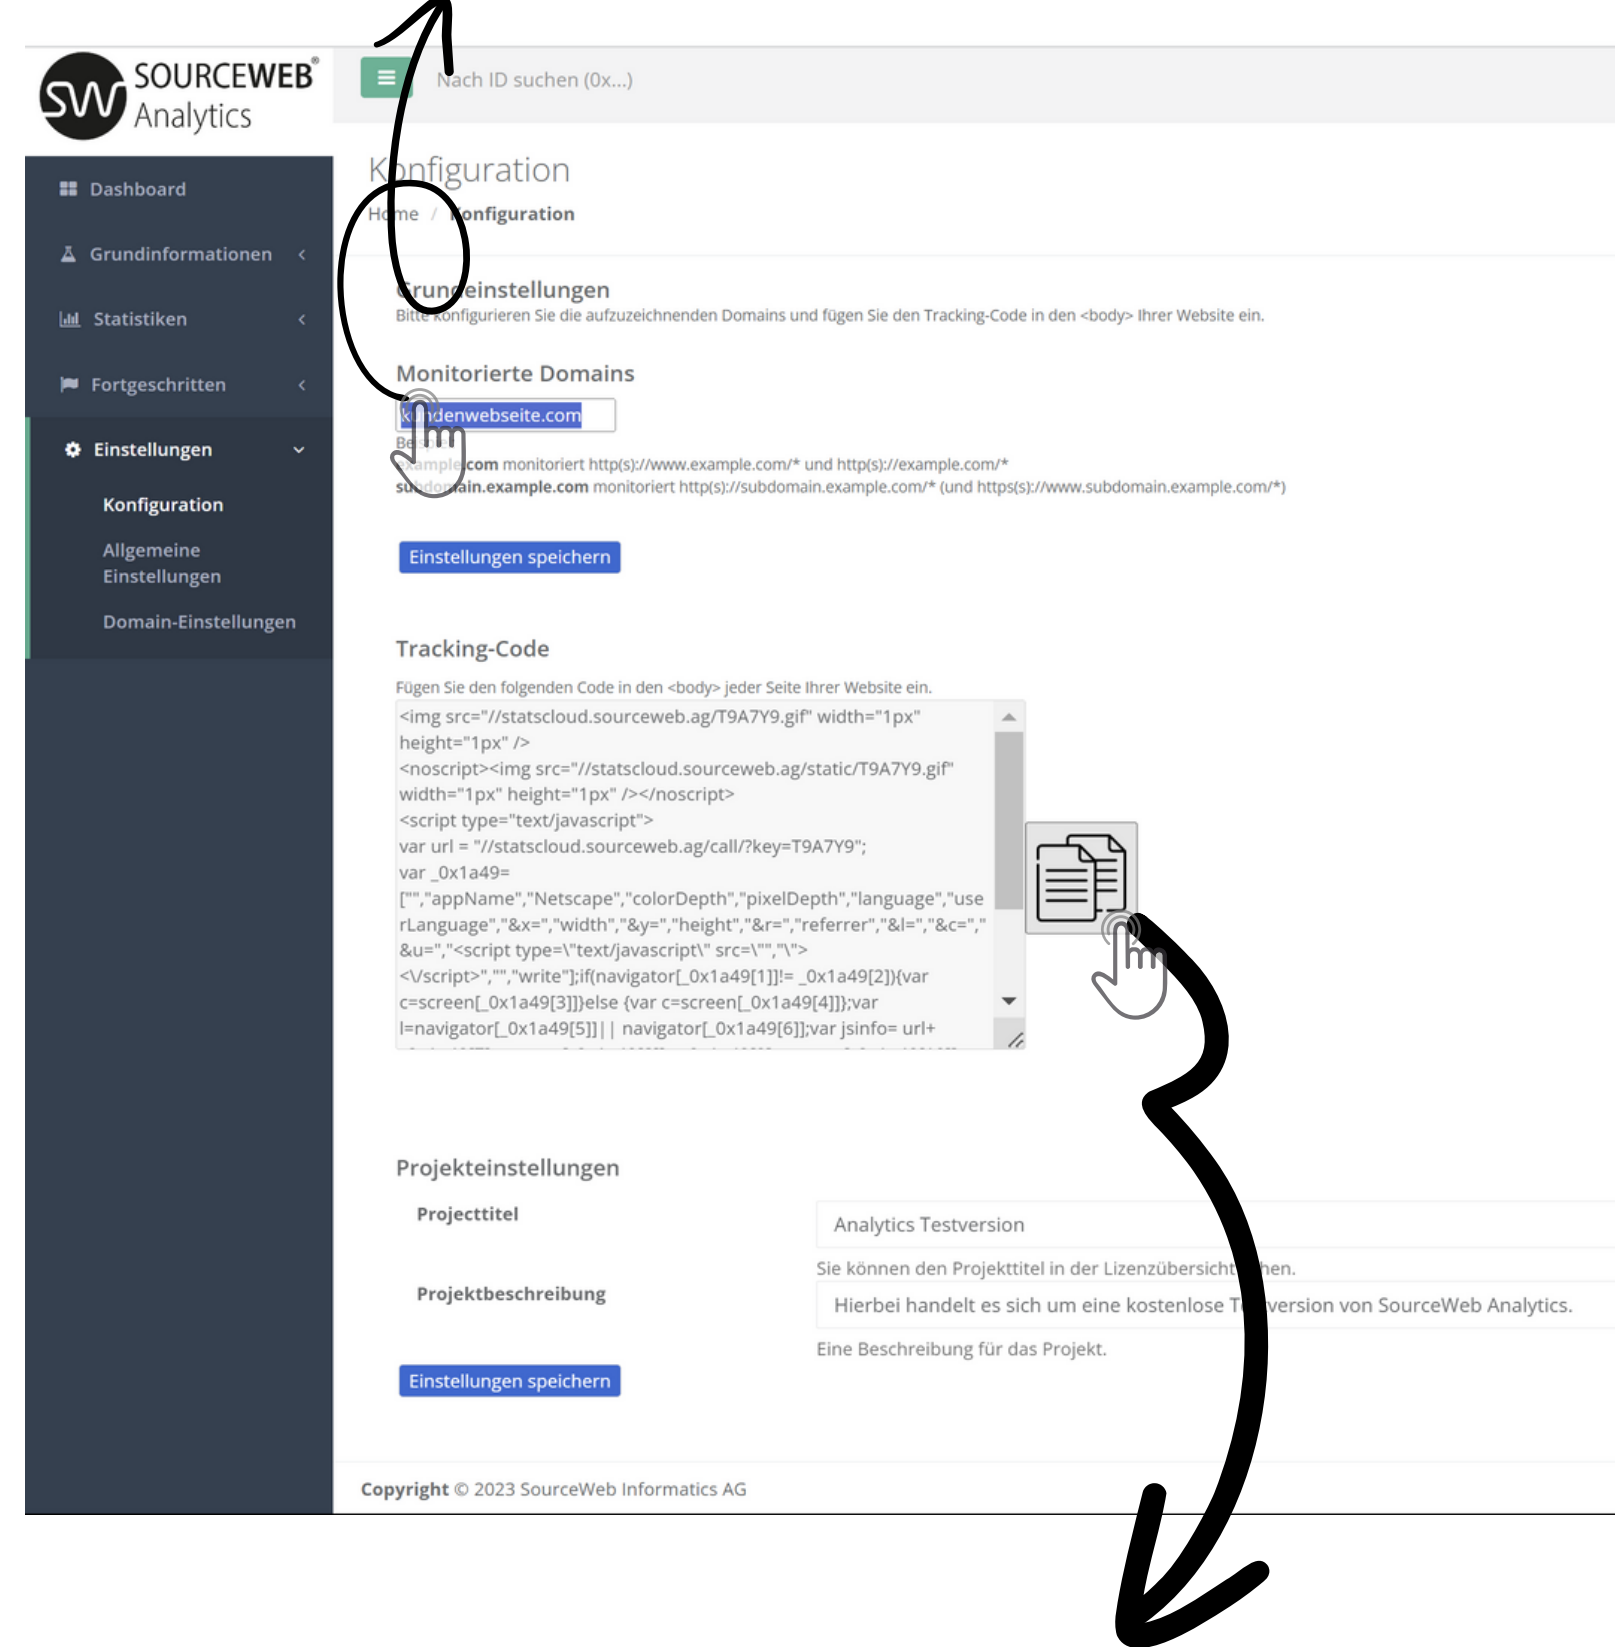 SOURCEWEB®
Analytics
Nach ID suchen (0x...)
Dashboard
Grundinformationen
Statistiken
Fortgeschritten
Einstellungen
Konfiguration
Allgemeine
Einstellungen
Domain-Einstellungen
Konfiguration
Home / Konfiguration
Grundeinstellungen
Bitte konfigurieren Sie die aufzuzeichnenden Domains und fügen Sie den Tracking-Code in den <body> Ihrer Website ein.
Monitorierte Domains
kundenwebseite.com
example.com monitoriert http(s)://www.example.com/* und http(s)://example.com/*
subdomain.example.com monitoriert http(s)://subdomain.example.com/* (und https(s)://www.subdomain.example.com/*)
Einstellungen speichern
Tracking-Code
Fügen Sie den folgenden Code in den <body> jeder Seite Ihrer Website ein.
<img src="//statscloud.sourceweb.ag/T9A7Y9.gif" width="1px"
height="1px" />
<noscript><img src="//statscloud.sourceweb.ag/static/T9A7Y9.gif"
width="1px" height="1px" /></noscript>
<script type="text/javascript">
var url = "//statscloud.sourceweb.ag/call/?key=T9A7Y9";
var _0x1a49=
["","appName","Netscape","colorDepth","pixelDepth","language","use
rLanguage","&x=","width","&y=","height","&r=","referrer","&l=","&c=","
&u=","<script type=\"text/javascript\" src=\"","\">
<\/script>","","write"];if(navigator[_0x1a49[1]]!= _0x1a49[2]){var
c=screen[_0x1a49[3]]}else {var c=screen[_0x1a49[4]]};var
l=navigator[_0x1a49[5]]|| navigator[_0x1a49[6]];var jsinfo= url+
Projekteinstellungen
Projecttitel
Analytics Testversion
Sie können den Projekttitel in der Lizenzübersicht sehen.
Projektbeschreibung
Hierbei handelt es sich um eine kostenlose Testversion von SourceWeb Analytics.
Eine Beschreibung für das Projekt.
Einstellungen speichern
Copyright © 2023 SourceWeb Informatics AG